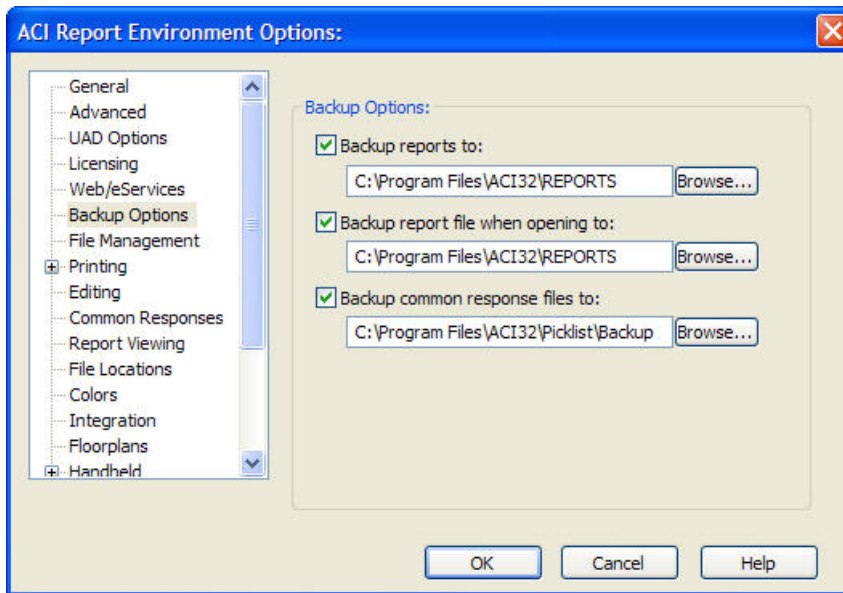 ACI Report Environment Options:
General
Advanced
UAD Options
Licensing
Web/eServices
Backup Options
File Management
Printing
Editing
Common Responses
Report Viewing
File Locations
Colors
Integration
Floorplans
Handheld
Backup Options:
Backup reports to:
C:\Program Files\ACI32\REPORTS Browse...
Backup report file when opening to:
C:\Program Files\ACI32\REPORTS Browse...
Backup common response files to:
C:\Program Files\ACI32\Picklist\Backup Browse...
OK Cancel Help